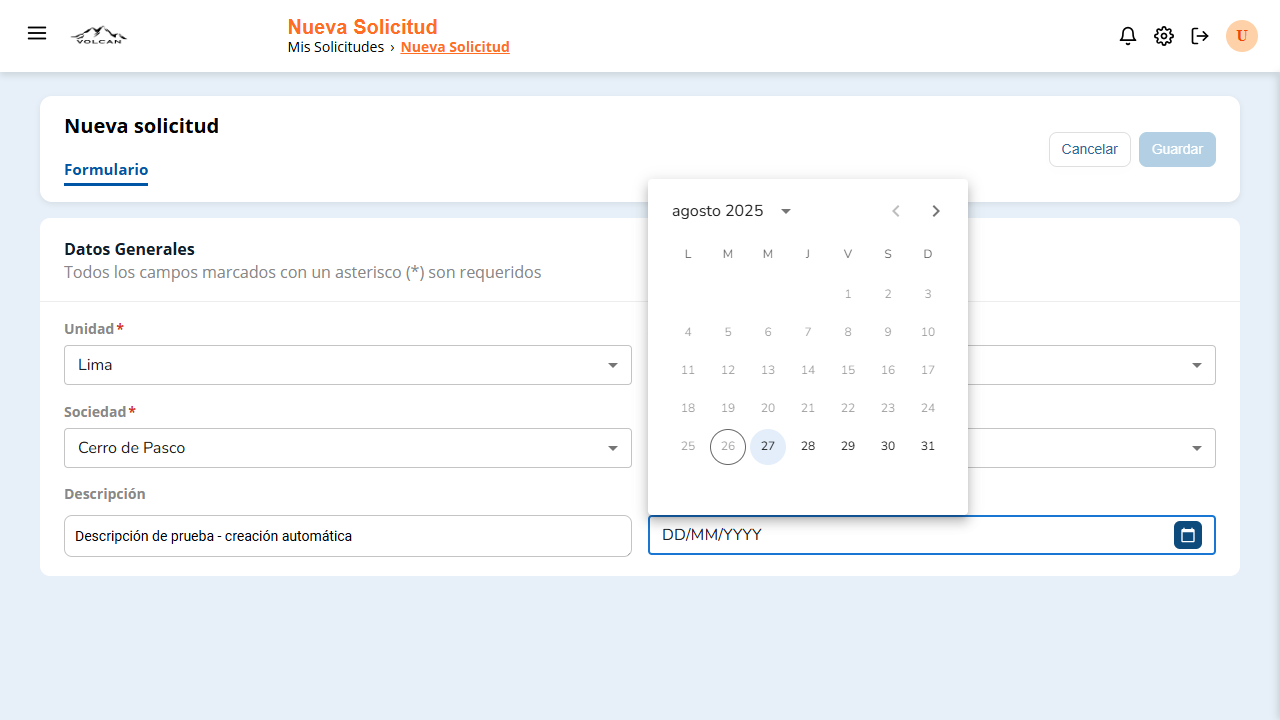 VOLCAN
Nueva Solicitud
Mis Solicitudes › Nueva Solicitud
U
Nueva solicitud
Formulario
Cancelar
Guardar
Datos Generales
Todos los campos marcados con un asterisco (*) son requeridos
Unidad*
Lima
Sociedad*
Cerro de Pasco
Descripción
Descripción de prueba - creación automática
agosto 2025
L M M J V S D
1 2 3
4 5 6 7 8 9 10
11 12 13 14 15 16 17
18 19 20 21 22 23 24
25 26 27 28 29 30 31
DD/MM/YYYY